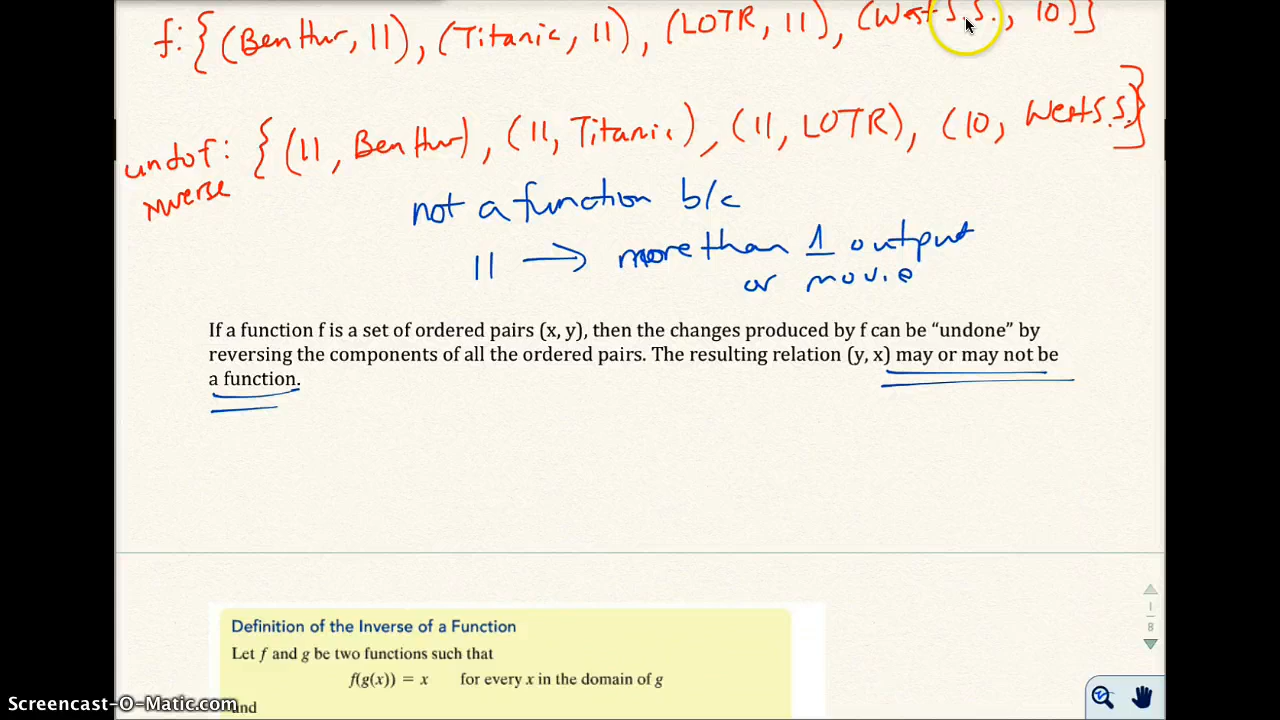 f: {(Ben Hur, 11), (Titanic, 11), (LOTR, 11), (West S.S., 10)}
undo f: {(11, Ben Hur), (11, Titanic), (11, LOTR), (10, West S.S.)}
inverse
not a function b/c
11 → more than 1 output
or movie
If a function f is a set of ordered pairs (x, y), then the changes produced by f can be “undone” by
reversing the components of all the ordered pairs. The resulting relation (y, x) may or may not be
a function.
Definition of the Inverse of a Function
Let f and g be two functions such that
f(g(x)) = x for every x in the domain of g
and
1
8
Screencast-O-Matic.com